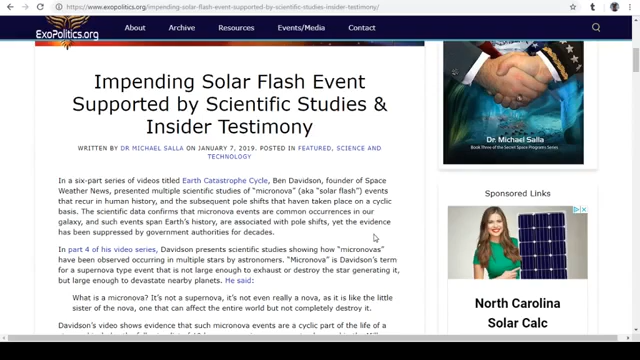 https://www.exopolitics.org/impending-solar-flash-event-supported-by-scientific-studies-insider-testimony/
ExoPolitics.org
About
Archive
Resources
Events/Media
Contact
Impending Solar Flash Event
Supported by Scientific Studies &
Insider Testimony
WRITTEN BY DR MICHAEL SALLA ON JANUARY 7, 2019. POSTED IN FEATURED, SCIENCE AND
TECHNOLOGY
In a six-part series of videos titled Earth Catastrophe Cycle, Ben Davidson, founder of Space
Weather News, presented multiple scientific studies of "micronova" (aka "solar flash") events
that recur in human history, and the subsequent pole shifts that haven taken place on a cyclic
basis. The scientific data confirms that micronova events are common occurrences in our
galaxy, and such events span Earth's history, are associated with pole shifts, yet the evidence
has been suppressed by government authorities for decades.
In part 4 of his video series, Davidson presents scientific studies showing how "micronovas"
have been observed occurring in multiple stars by astronomers. "Micronova" is Davidson's term
for a supernova type event that is not large enough to exhaust or destroy the star generating it,
but large enough to devastate nearby planets. He said:
What is a micronova? It's not a supernova, it's not even really a nova, as it is like the little
sister of the nova, one that can affect the entire world but not completely destroy it.
Davidson's video shows evidence that such micronova events are a cyclic part of the life of a
Dr. Michael Salla
Book Three of the Secret Space Programs Series
Sponsored Links
North Carolina
Solar Calc